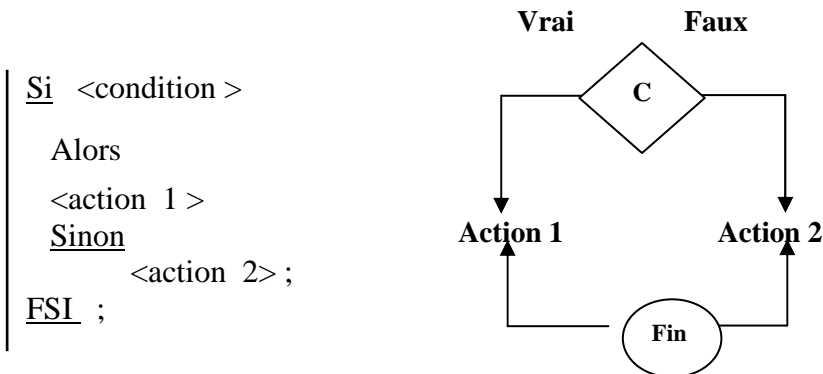 Si <condition >
Alors
<action 1 >
Sinon
<action 2> ;
FSI ;
Vrai Faux
C
Action 1 Action 2
Fin